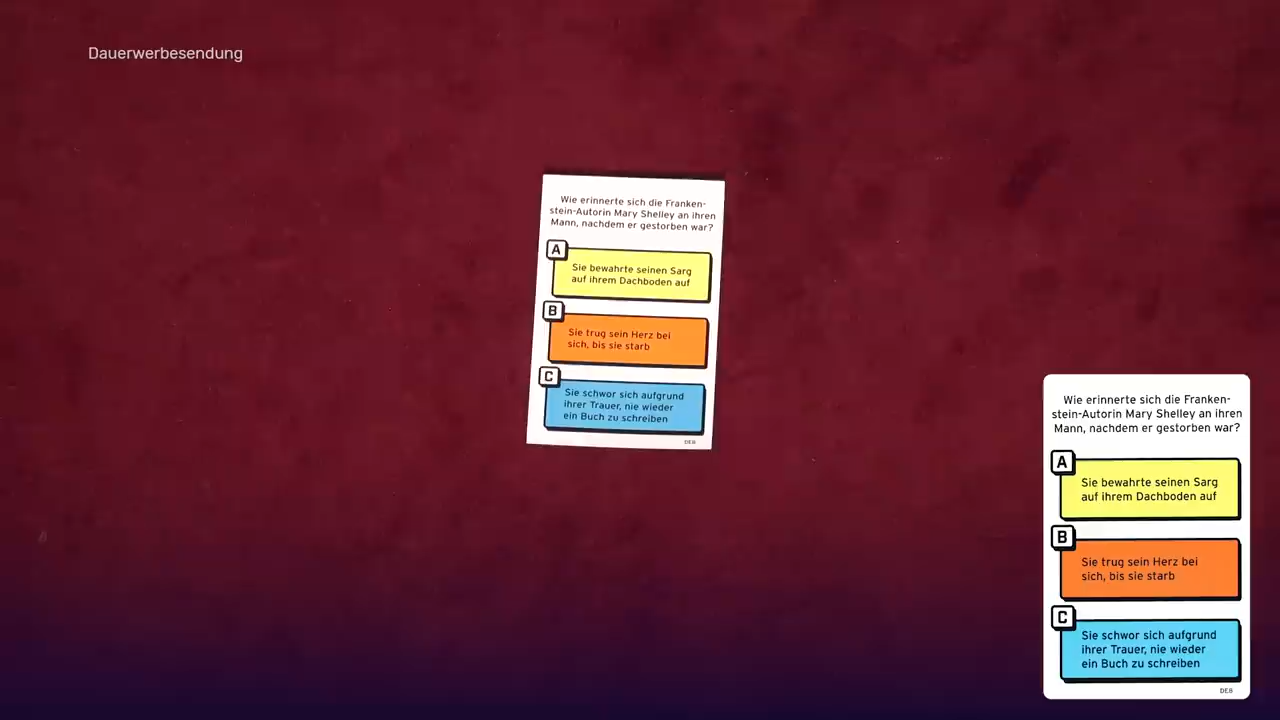 Dauerwerbesendung
Wie erinnerte sich die Franken-
stein-Autorin Mary Shelley an ihren
Mann, nachdem er gestorben war?
A
Sie bewahrte seinen Sarg
auf ihrem Dachboden auf
B
Sie trug sein Herz bei
sich, bis sie starb
C
Sie schwor sich aufgrund
ihrer Trauer, nie wieder
ein Buch zu schreiben
DE8
Wie erinnerte sich die Franken-
stein-Autorin Mary Shelley an ihren
Mann, nachdem er gestorben war?
A
Sie bewahrte seinen Sarg
auf ihrem Dachboden auf
B
Sie trug sein Herz bei
sich, bis sie starb
C
Sie schwor sich aufgrund
ihrer Trauer, nie wieder
ein Buch zu schreiben
DE8